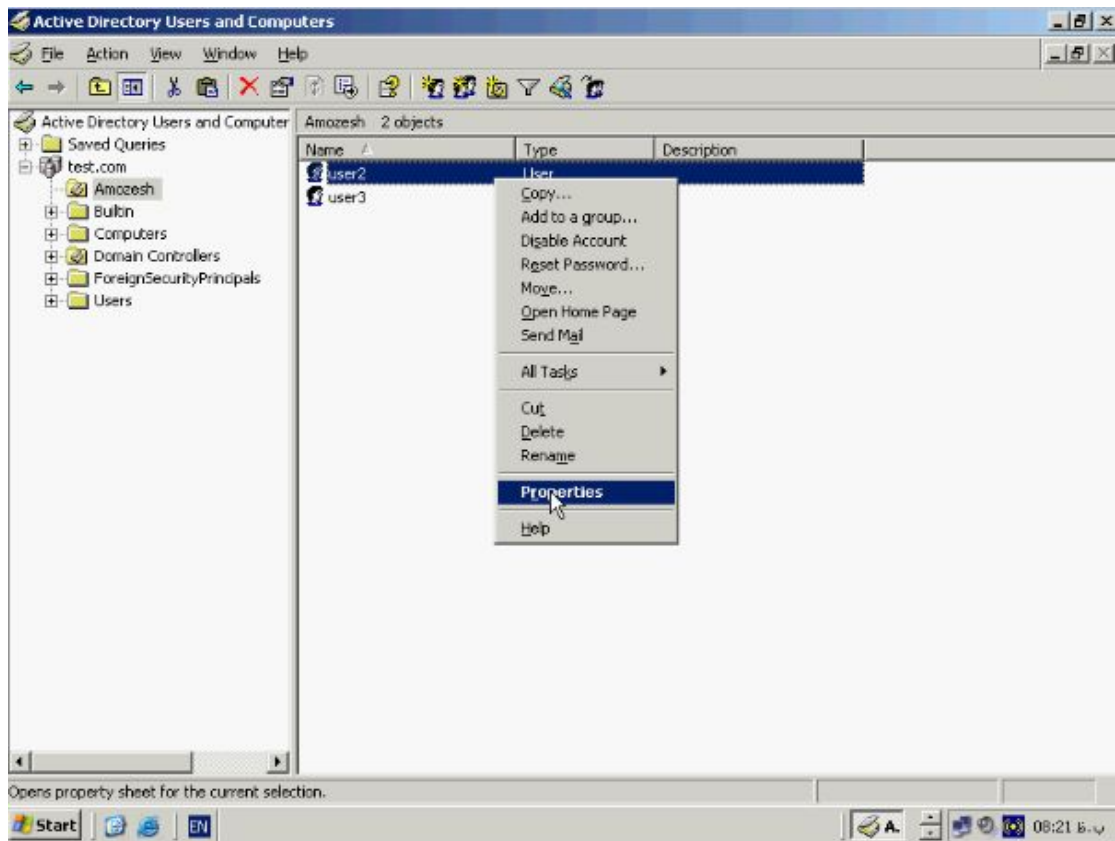 Active Directory Users and Computers
File Action View Window Help
Active Directory Users and Computer
Saved Queries
test.com
Amozesh
Builtin
Computers
Domain Controllers
ForeignSecurityPrincipals
Users
Amozesh 2 objects
Name Type Description
user2 User
user3
Copy...
Add to a group...
Disable Account
Reset Password...
Move...
Open Home Page
Send Mail
All Tasks
Cut
Delete
Rename
Properties
Help
Opens property sheet for the current selection.
Start EN A. 08:21 ب.ظ